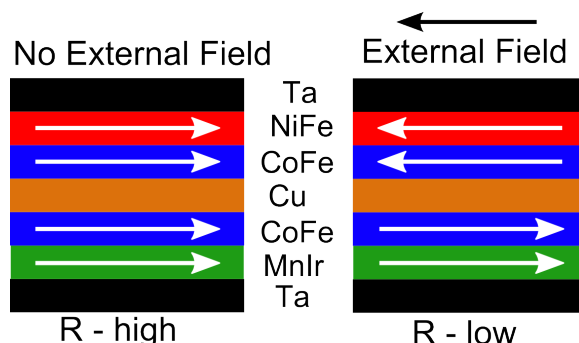 No External Field
External Field
Ta
NiFe
CoFe
Cu
CoFe
MnIr
Ta
R - high
R - low